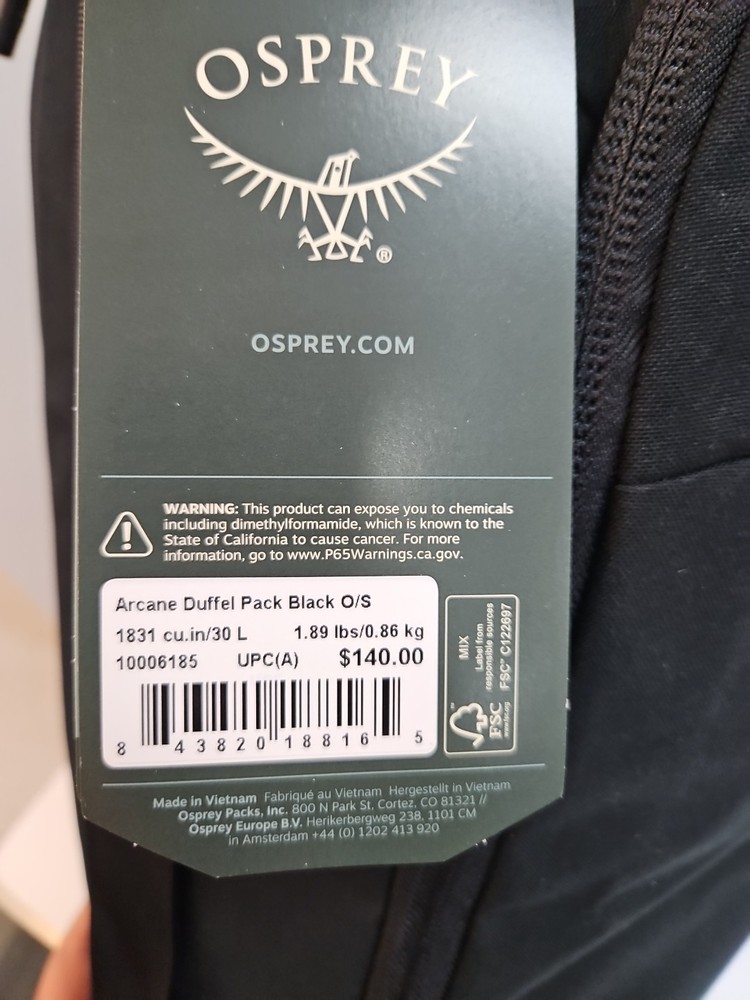 OSPREY
®
OSPREY.COM
WARNING: This product can expose you to chemicals
including dimethylformamide, which is known to the
State of California to cause cancer. For more
information, go to www.P65Warnings.ca.gov.
Arcane Duffel Pack Black O/S
1831 cu.in/30 L 1.89 lbs/0.86 kg
10006185 UPC(A) $140.00
8 43820 18816 5
MIX
Label from
responsible sources
FSC™ C122697
FSC
www.fsc.org
Made in Vietnam Fabriqué au Vietnam Hergestellt in Vietnam
Osprey Packs, Inc. 800 N Park St, Cortez, CO 81321 //
Osprey Europe B.V. Herikerbergweg 238, 1101 CM
in Amsterdam +44 (0) 1202 413 920